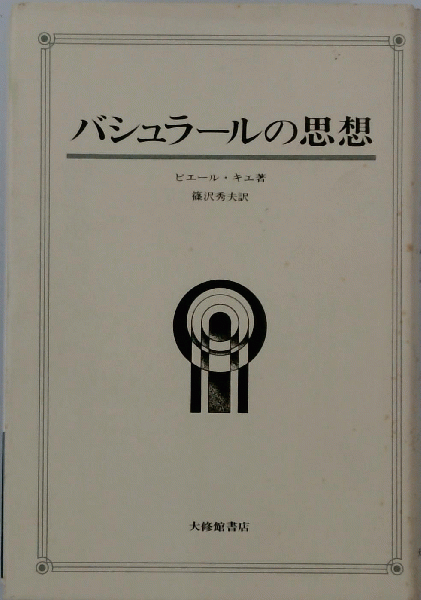 バシュラールの思想
ピエール・キエ著
篠沢秀夫訳
大修館書店